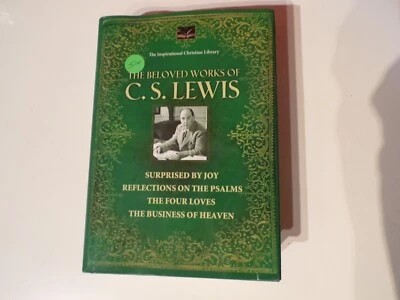 The Inspirational Christian Library
THE BELOVED WORKS OF
C. S. LEWIS
SURPRISED BY JOY
REFLECTIONS ON THE PSALMS
THE FOUR LOVES
THE BUSINESS OF HEAVEN